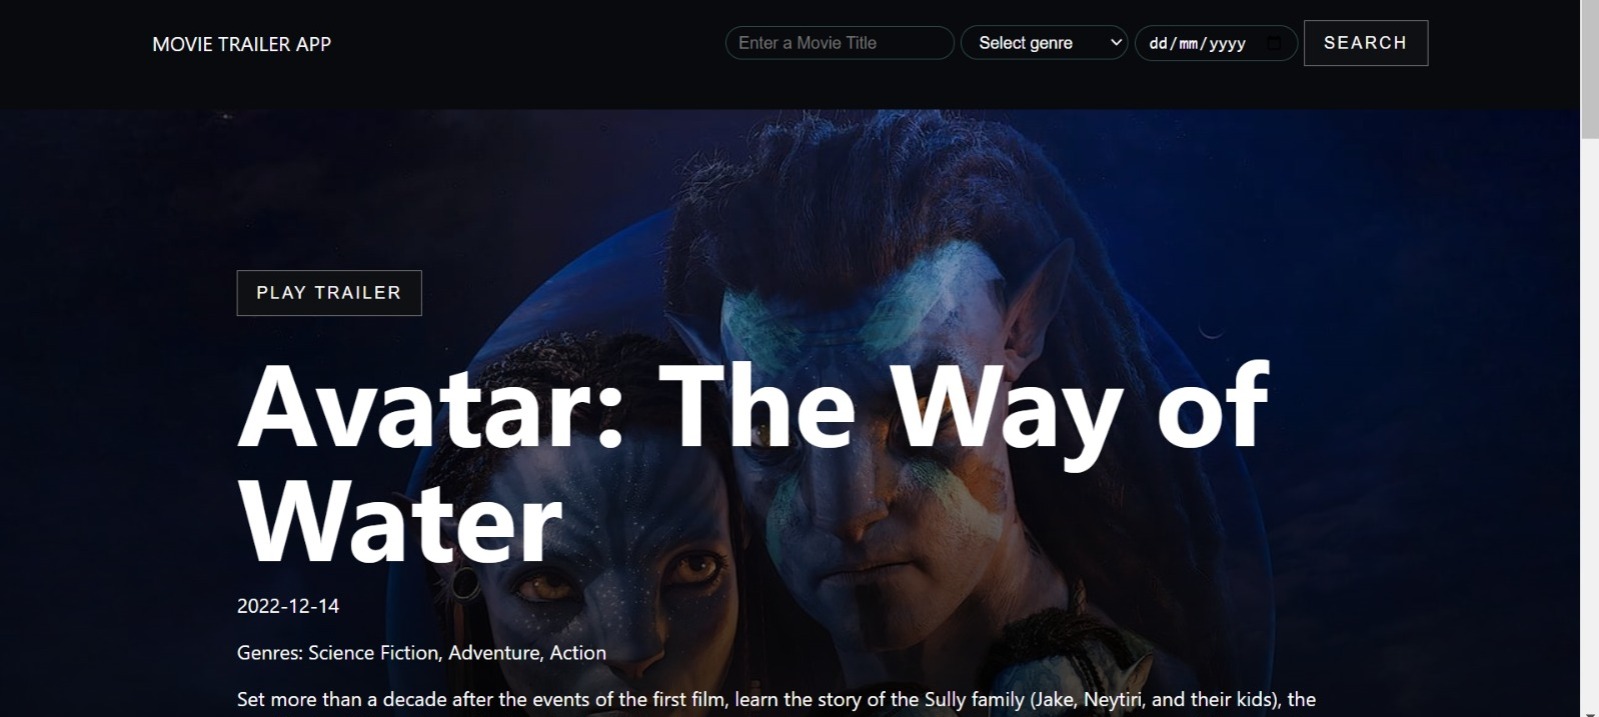 MOVIE TRAILER APP
Enter a Movie Title
Select genre
dd/mm/yyyy
SEARCH
PLAY TRAILER
Avatar: The Way of
Water
2022-12-14
Genres: Science Fiction, Adventure, Action
Set more than a decade after the events of the first film, learn the story of the Sully family (Jake, Neytiri, and their kids), the